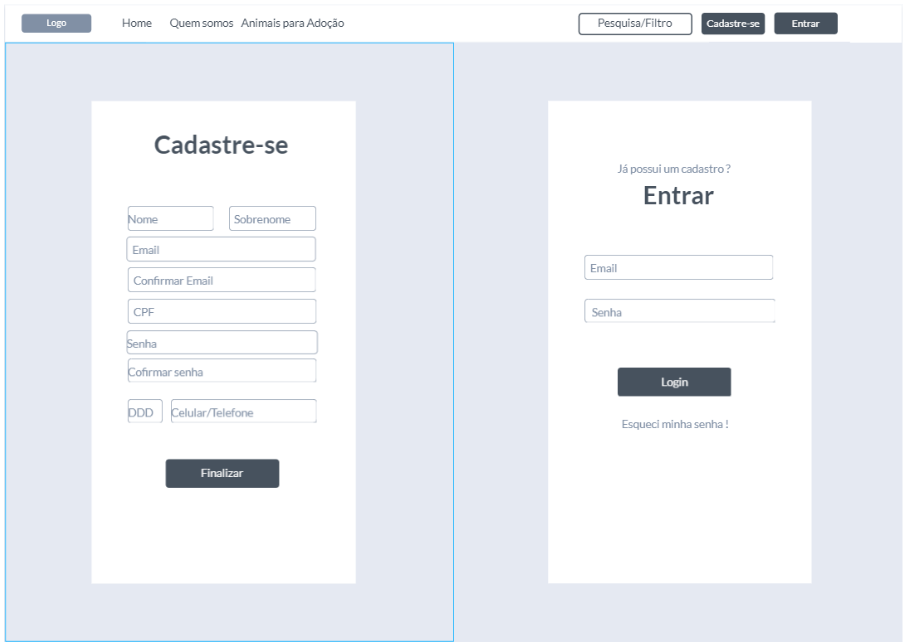 Logo
Home Quem somos Animais para Adoção
Pesquisa/Filtro
Cadastre-se
Entrar
Cadastre-se
Nome
Sobrenome
Email
Confirmar Email
CPF
Senha
Cofirmar senha
DDD
Celular/Telefone
Finalizar
Já possui um cadastro ?
Entrar
Email
Senha
Login
Esqueci minha senha !